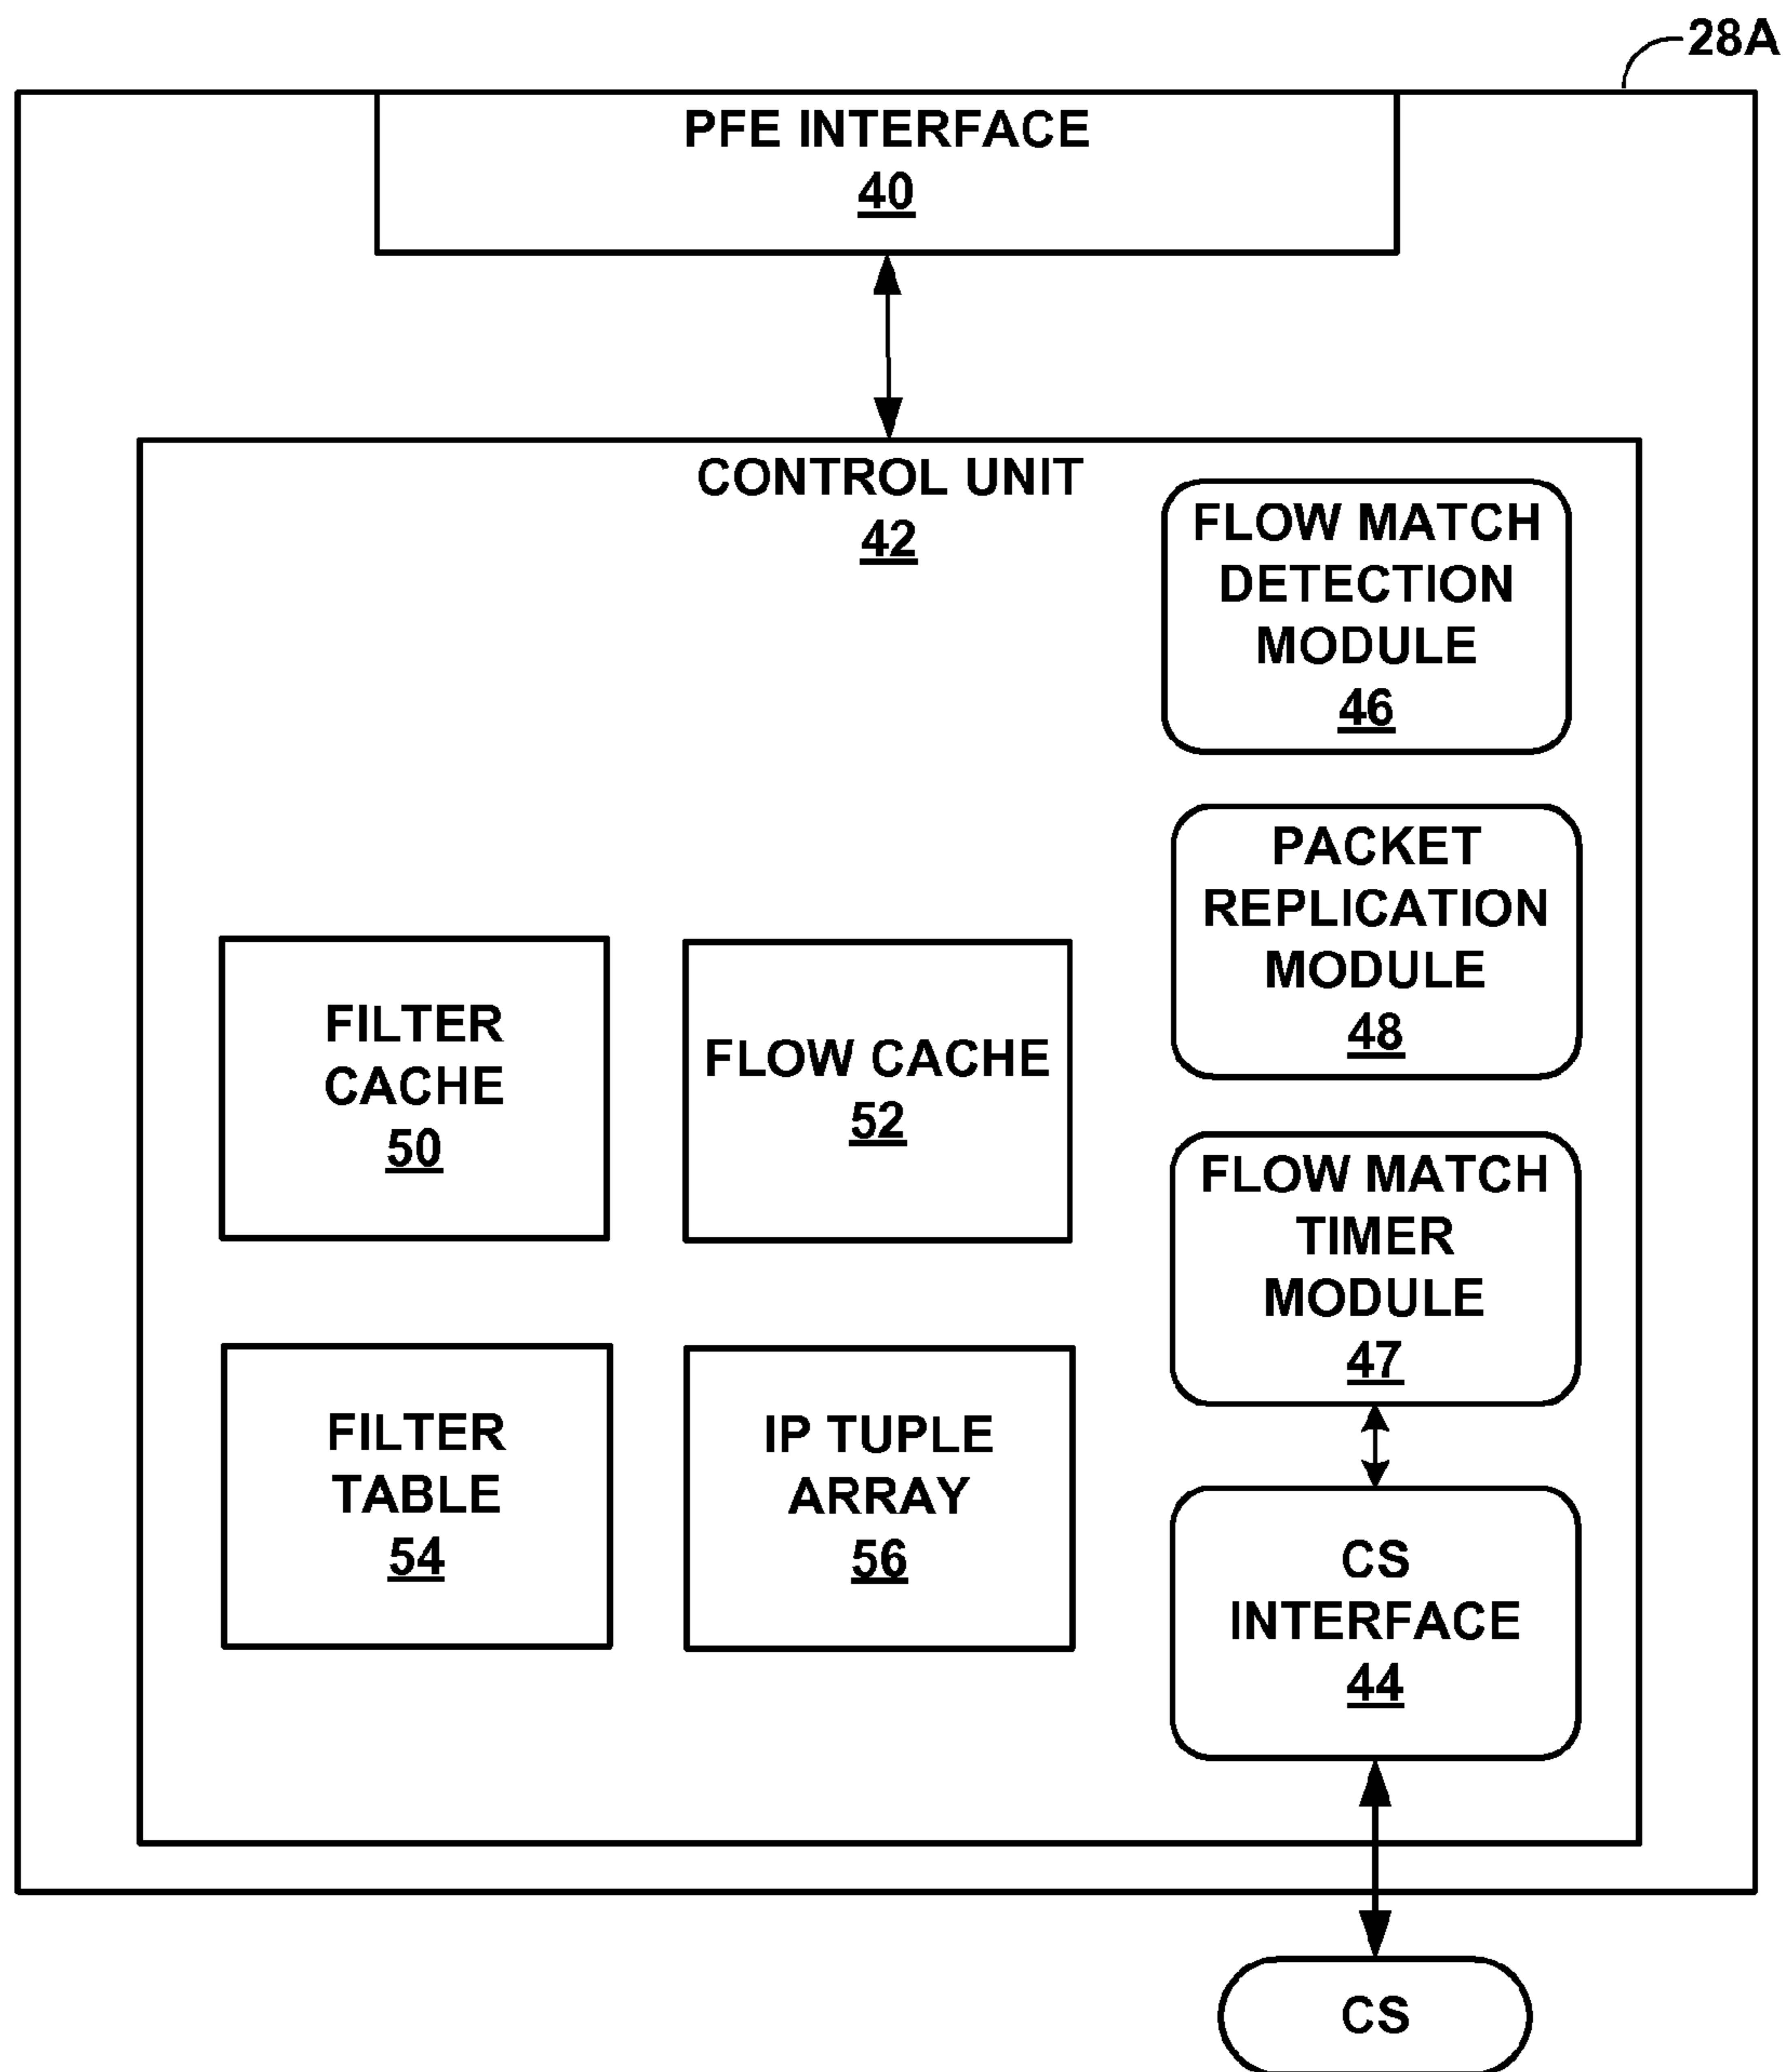 28A
PFE INTERFACE
40
CONTROL UNIT
42
FLOW MATCH
DETECTION
MODULE
46
PACKET
REPLICATION
MODULE
48
FILTER
CACHE
50
FLOW CACHE
52
FLOW MATCH
TIMER
MODULE
47
FILTER
TABLE
54
IP TUPLE
ARRAY
56
CS
INTERFACE
44
CS